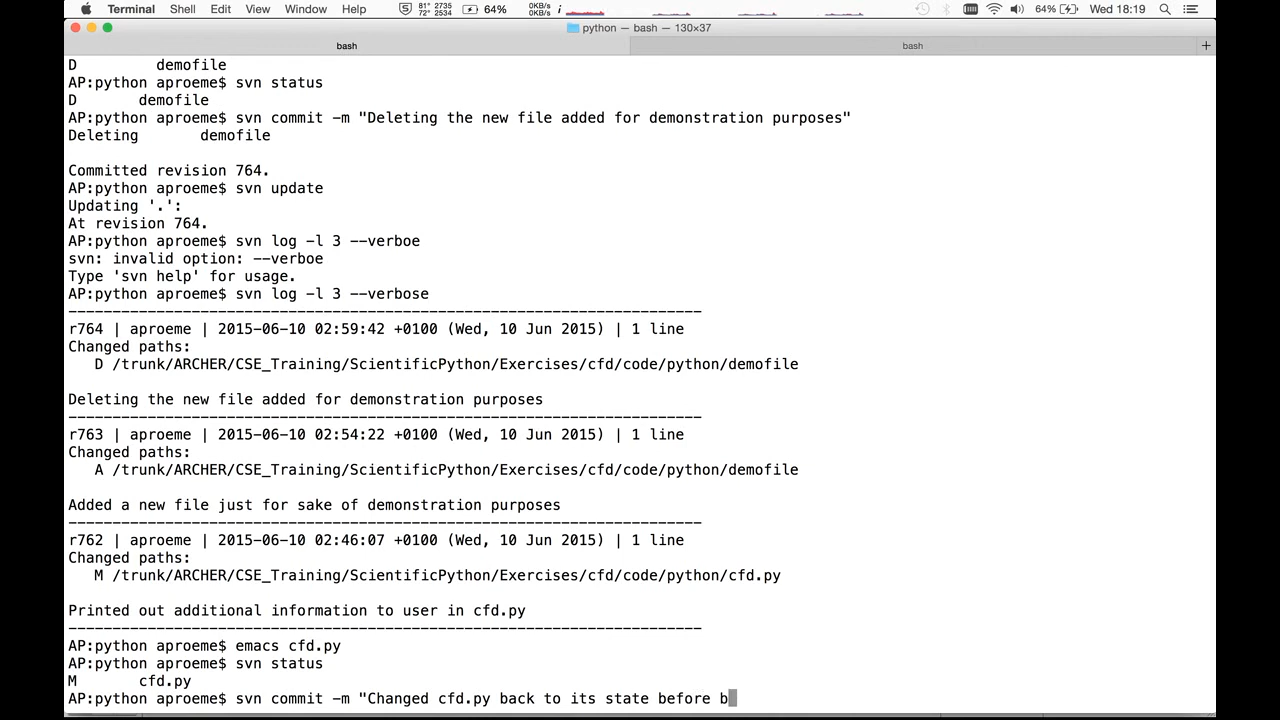 Terminal Shell Edit View Window Help 81° 2735 72° 2534 64% 0KB/s 0KB/s 64% Wed 18:19
python — bash — 130×37
bash bash
D demofile
AP:python aproeme$ svn status
D demofile
AP:python aproeme$ svn commit -m "Deleting the new file added for demonstration purposes"
Deleting demofile
Committed revision 764.
AP:python aproeme$ svn update
Updating '.':
At revision 764.
AP:python aproeme$ svn log -l 3 --verboe
svn: invalid option: --verboe
Type 'svn help' for usage.
AP:python aproeme$ svn log -l 3 --verbose
------------------------------------------------------------------------
r764 | aproeme | 2015-06-10 02:59:42 +0100 (Wed, 10 Jun 2015) | 1 line
Changed paths:
D /trunk/ARCHER/CSE_Training/ScientificPython/Exercises/cfd/code/python/demofile
Deleting the new file added for demonstration purposes
------------------------------------------------------------------------
r763 | aproeme | 2015-06-10 02:54:22 +0100 (Wed, 10 Jun 2015) | 1 line
Changed paths:
A /trunk/ARCHER/CSE_Training/ScientificPython/Exercises/cfd/code/python/demofile
Added a new file just for sake of demonstration purposes
------------------------------------------------------------------------
r762 | aproeme | 2015-06-10 02:46:07 +0100 (Wed, 10 Jun 2015) | 1 line
Changed paths:
M /trunk/ARCHER/CSE_Training/ScientificPython/Exercises/cfd/code/python/cfd.py
Printed out additional information to user in cfd.py
------------------------------------------------------------------------
AP:python aproeme$ emacs cfd.py
AP:python aproeme$ svn status
M cfd.py
AP:python aproeme$ svn commit -m "Changed cfd.py back to its state before b